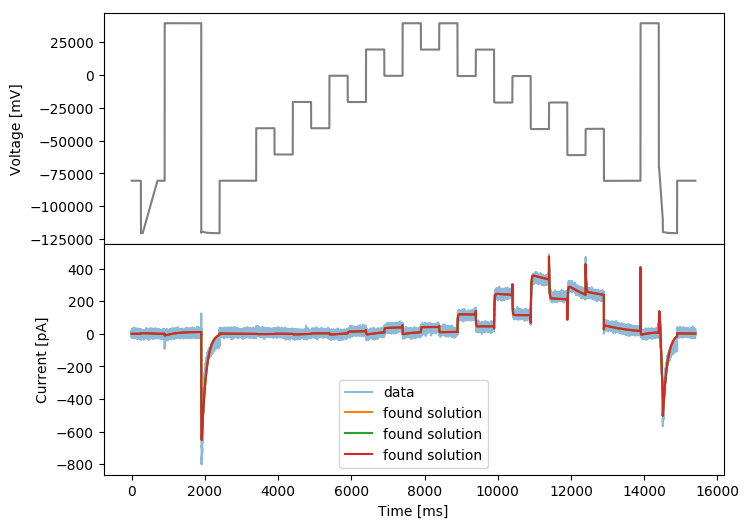 25000
0
−25000
−50000
−75000
−100000
−125000
Voltage [mV]
400
200
0
−200
−400
−600
−800
Current [pA]
data
found solution
found solution
found solution
0 2000 4000 6000 8000 10000 12000 14000 16000
Time [ms]